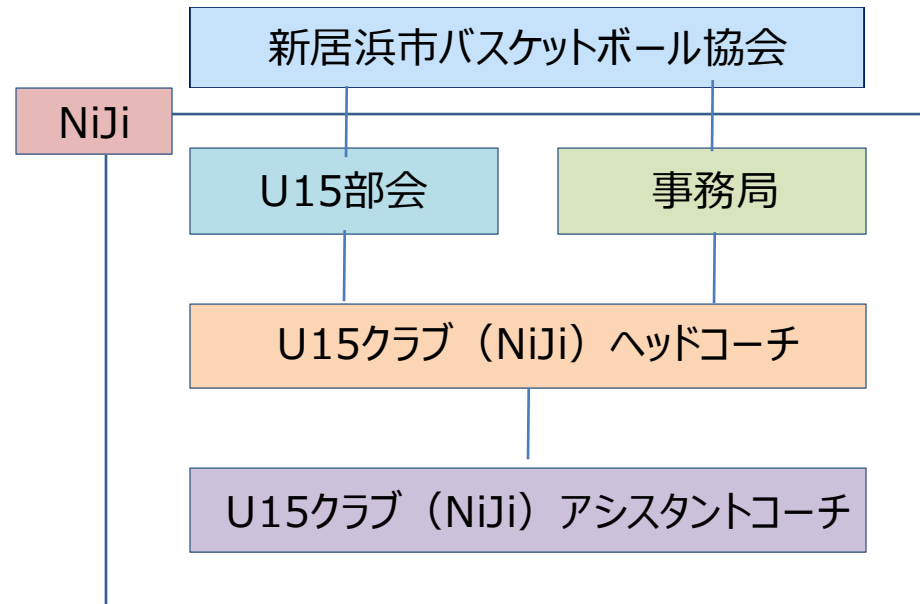 新居浜市バスケットボール協会
NiJi
U15部会
事務局
U15クラブ（NiJi）ヘッドコーチ
U15クラブ（NiJi）アシスタントコーチ